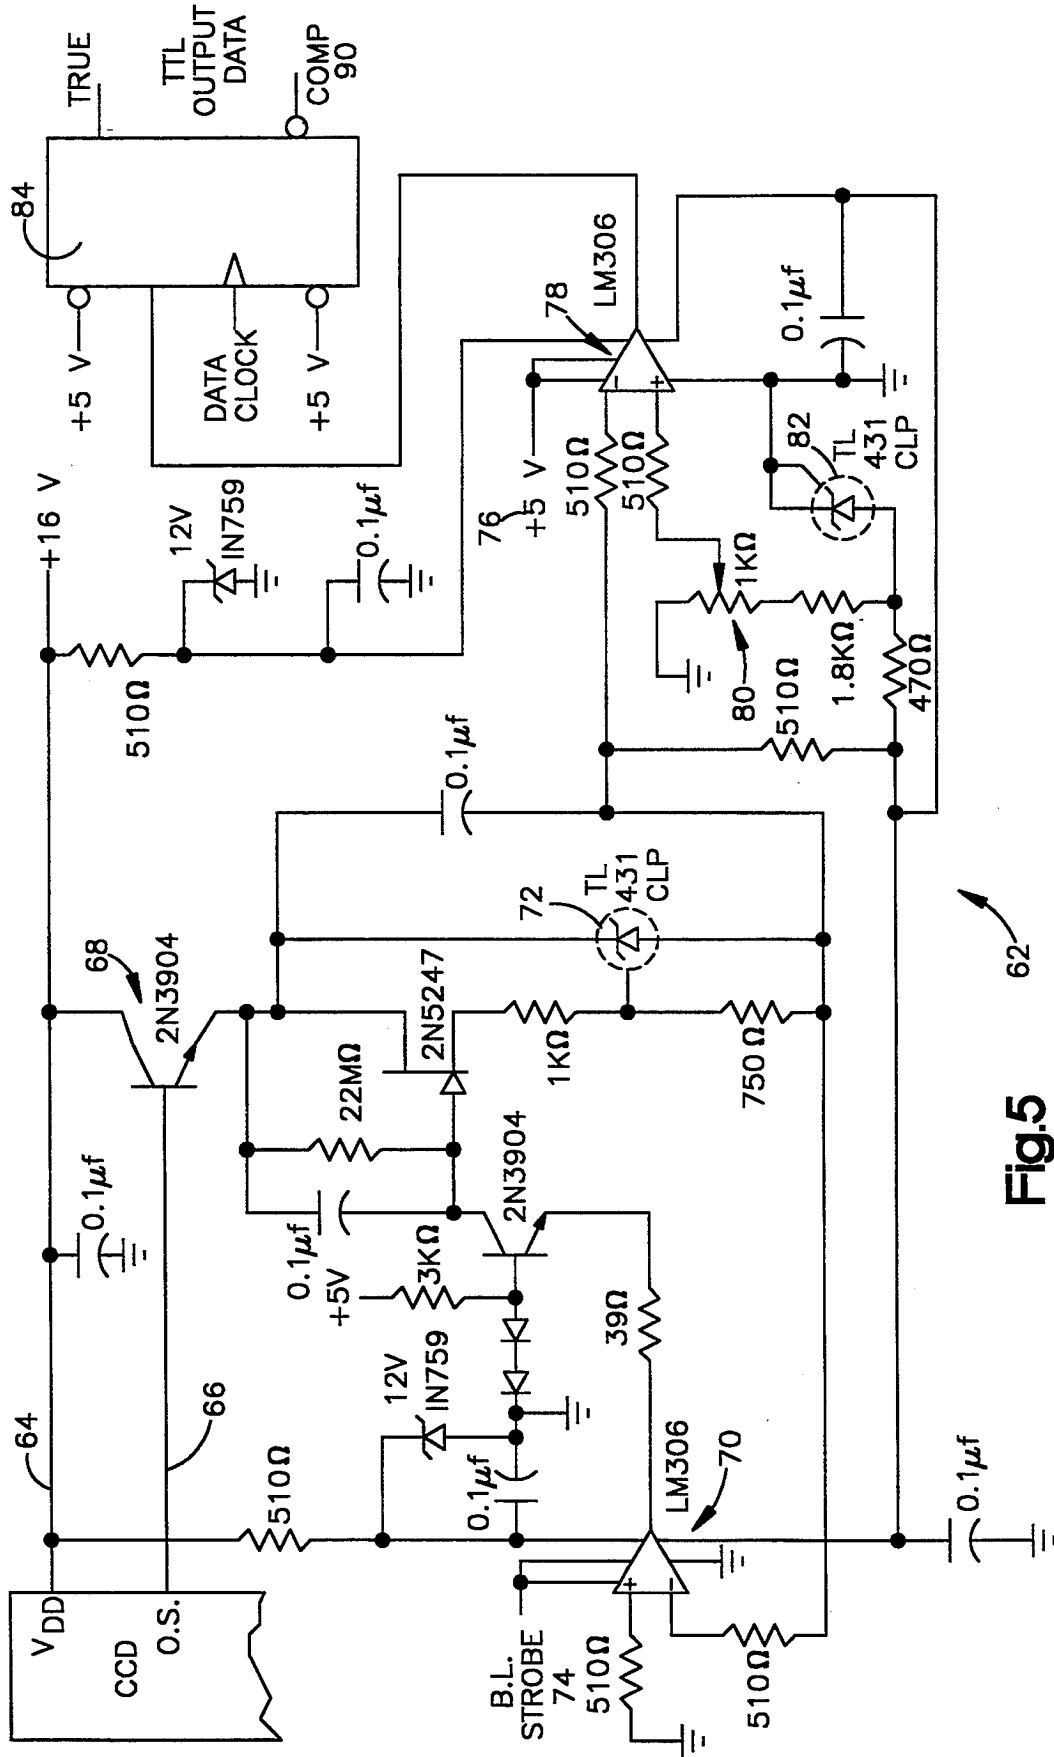 CCD
VDD
O.S.
64
66
0.1µf
68
2N3904
+16 V
510Ω
12V
IN759
0.1µf
84
+5 V
DATA
CLOCK
+5 V
TRUE
TTL
OUTPUT
DATA
COMP
90
510Ω
12V
IN759
0.1µf
+5V
3KΩ
0.1µf
22MΩ
2N3904
2N5247
1KΩ
750Ω
72
TL
431
CLP
0.1µf
B.L.
STROBE
74
510Ω
510Ω
LM306
70
39Ω
0.1µf
76
+5 V
78
LM306
510Ω
510Ω
80
1KΩ
1.8KΩ
510Ω
470Ω
82
TL
431
CLP
0.1µf
62
Fig.5